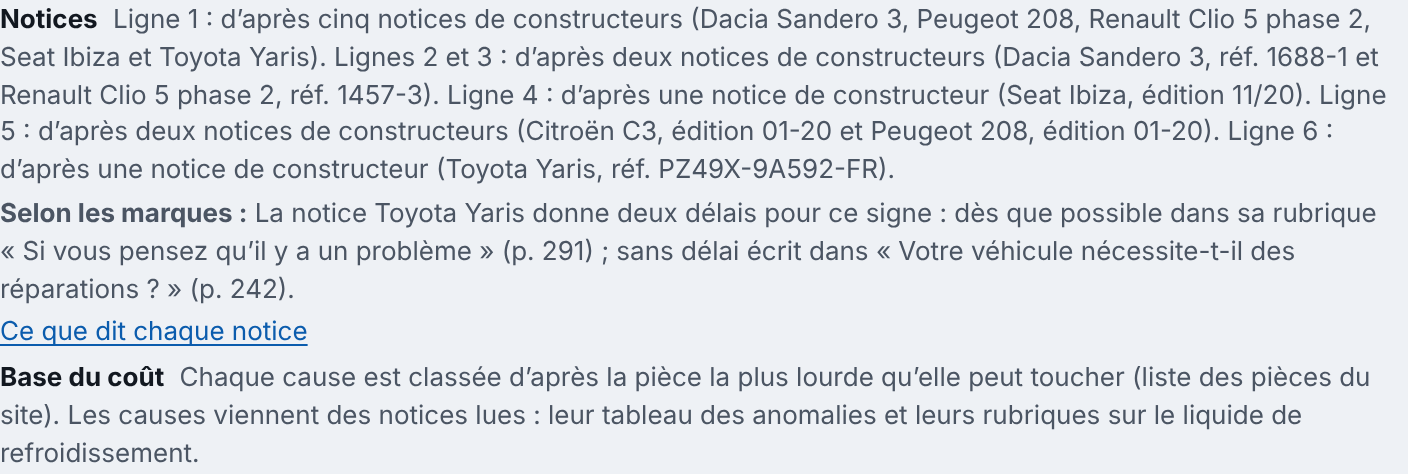 Notices Ligne 1 : d’après cinq notices de constructeurs (Dacia Sandero 3, Peugeot 208, Renault Clio 5 phase 2,
Seat Ibiza et Toyota Yaris). Lignes 2 et 3 : d’après deux notices de constructeurs (Dacia Sandero 3, réf. 1688-1 et
Renault Clio 5 phase 2, réf. 1457-3). Ligne 4 : d’après une notice de constructeur (Seat Ibiza, édition 11/20). Ligne
5 : d’après deux notices de constructeurs (Citroën C3, édition 01-20 et Peugeot 208, édition 01-20). Ligne 6 :
d’après une notice de constructeur (Toyota Yaris, réf. PZ49X-9A592-FR).
Selon les marques : La notice Toyota Yaris donne deux délais pour ce signe : dès que possible dans sa rubrique
« Si vous pensez qu’il y a un problème » (p. 291) ; sans délai écrit dans « Votre véhicule nécessite-t-il des
réparations ? » (p. 242).
Ce que dit chaque notice
Base du coût Chaque cause est classée d’après la pièce la plus lourde qu’elle peut toucher (liste des pièces du
site). Les causes viennent des notices lues : leur tableau des anomalies et leurs rubriques sur le liquide de
refroidissement.